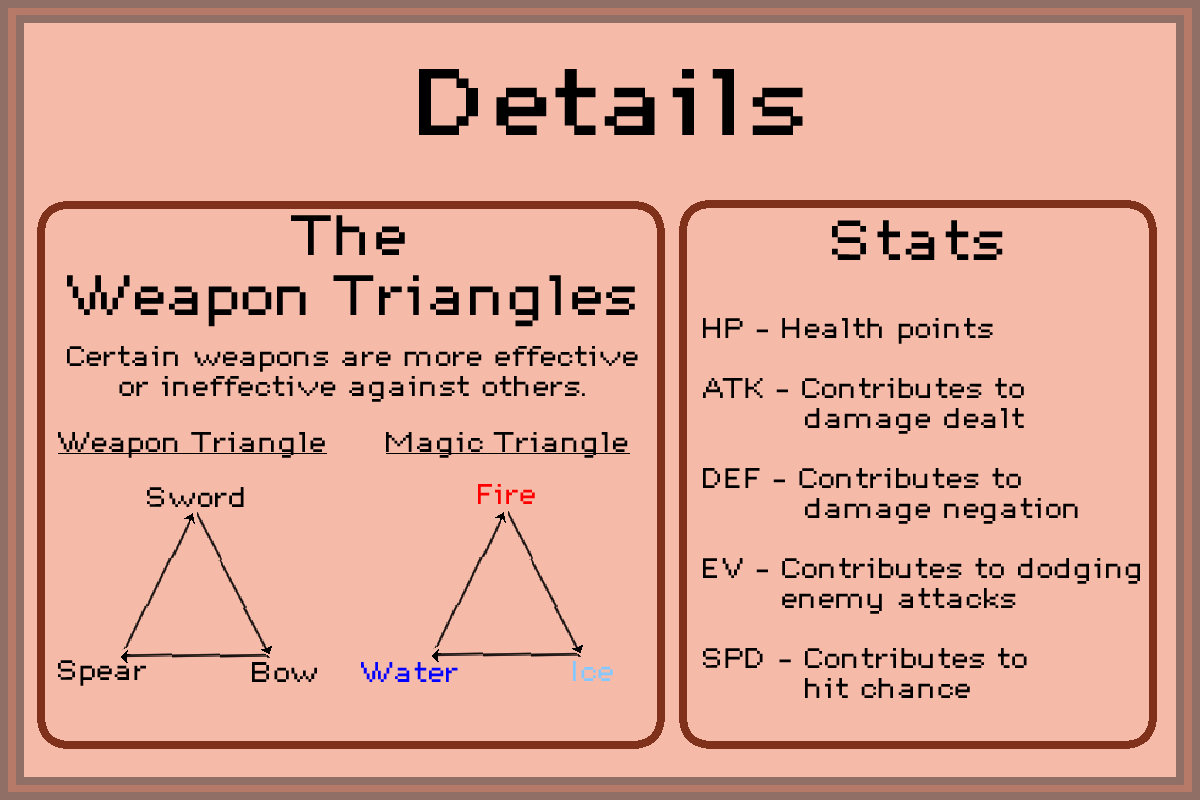 Details
The
Weapon Triangles
Certain weapons are more effective
or ineffective against others.
Weapon Triangle
Magic Triangle
Sword
Spear
Bow
Fire
Water
Ice
Stats
HP - Health points
ATK - Contributes to
damage dealt
DEF - Contributes to
damage negation
EV - Contributes to dodging
enemy attacks
SPD - Contributes to
hit chance